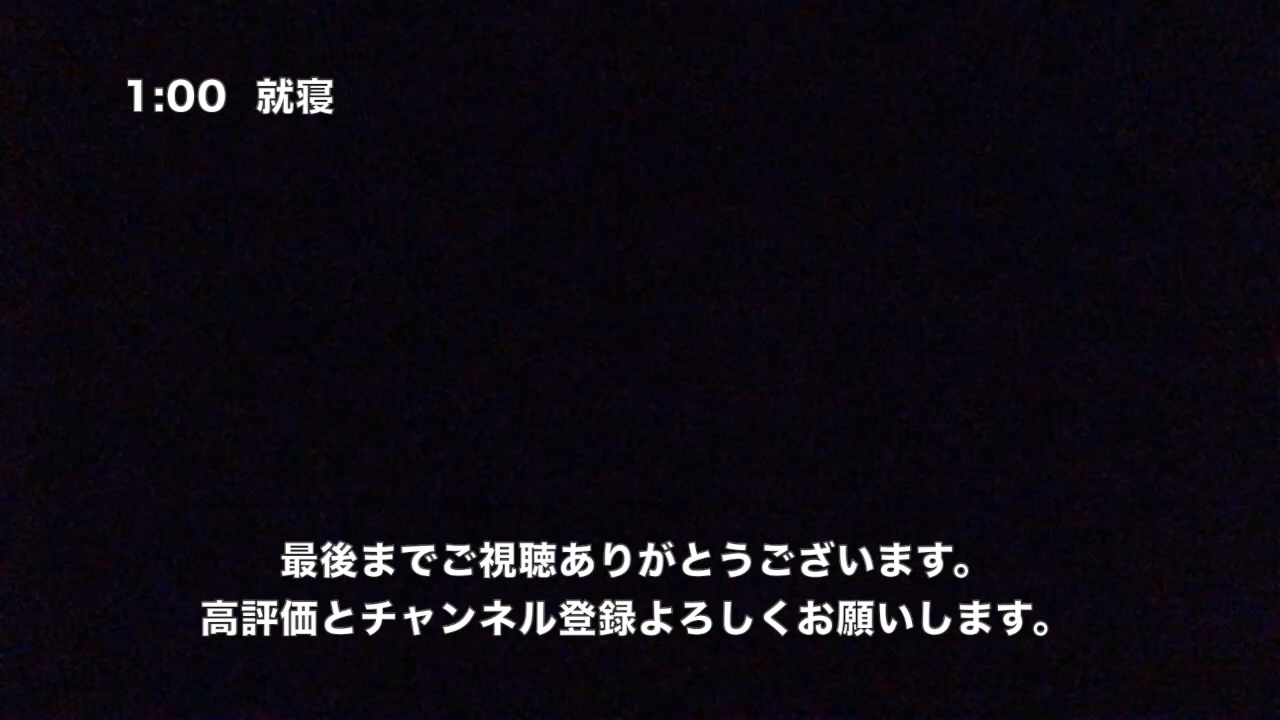 1:00 就寝
最後までご視聴ありがとうございます。
高評価とチャンネル登録よろしくお願いします。